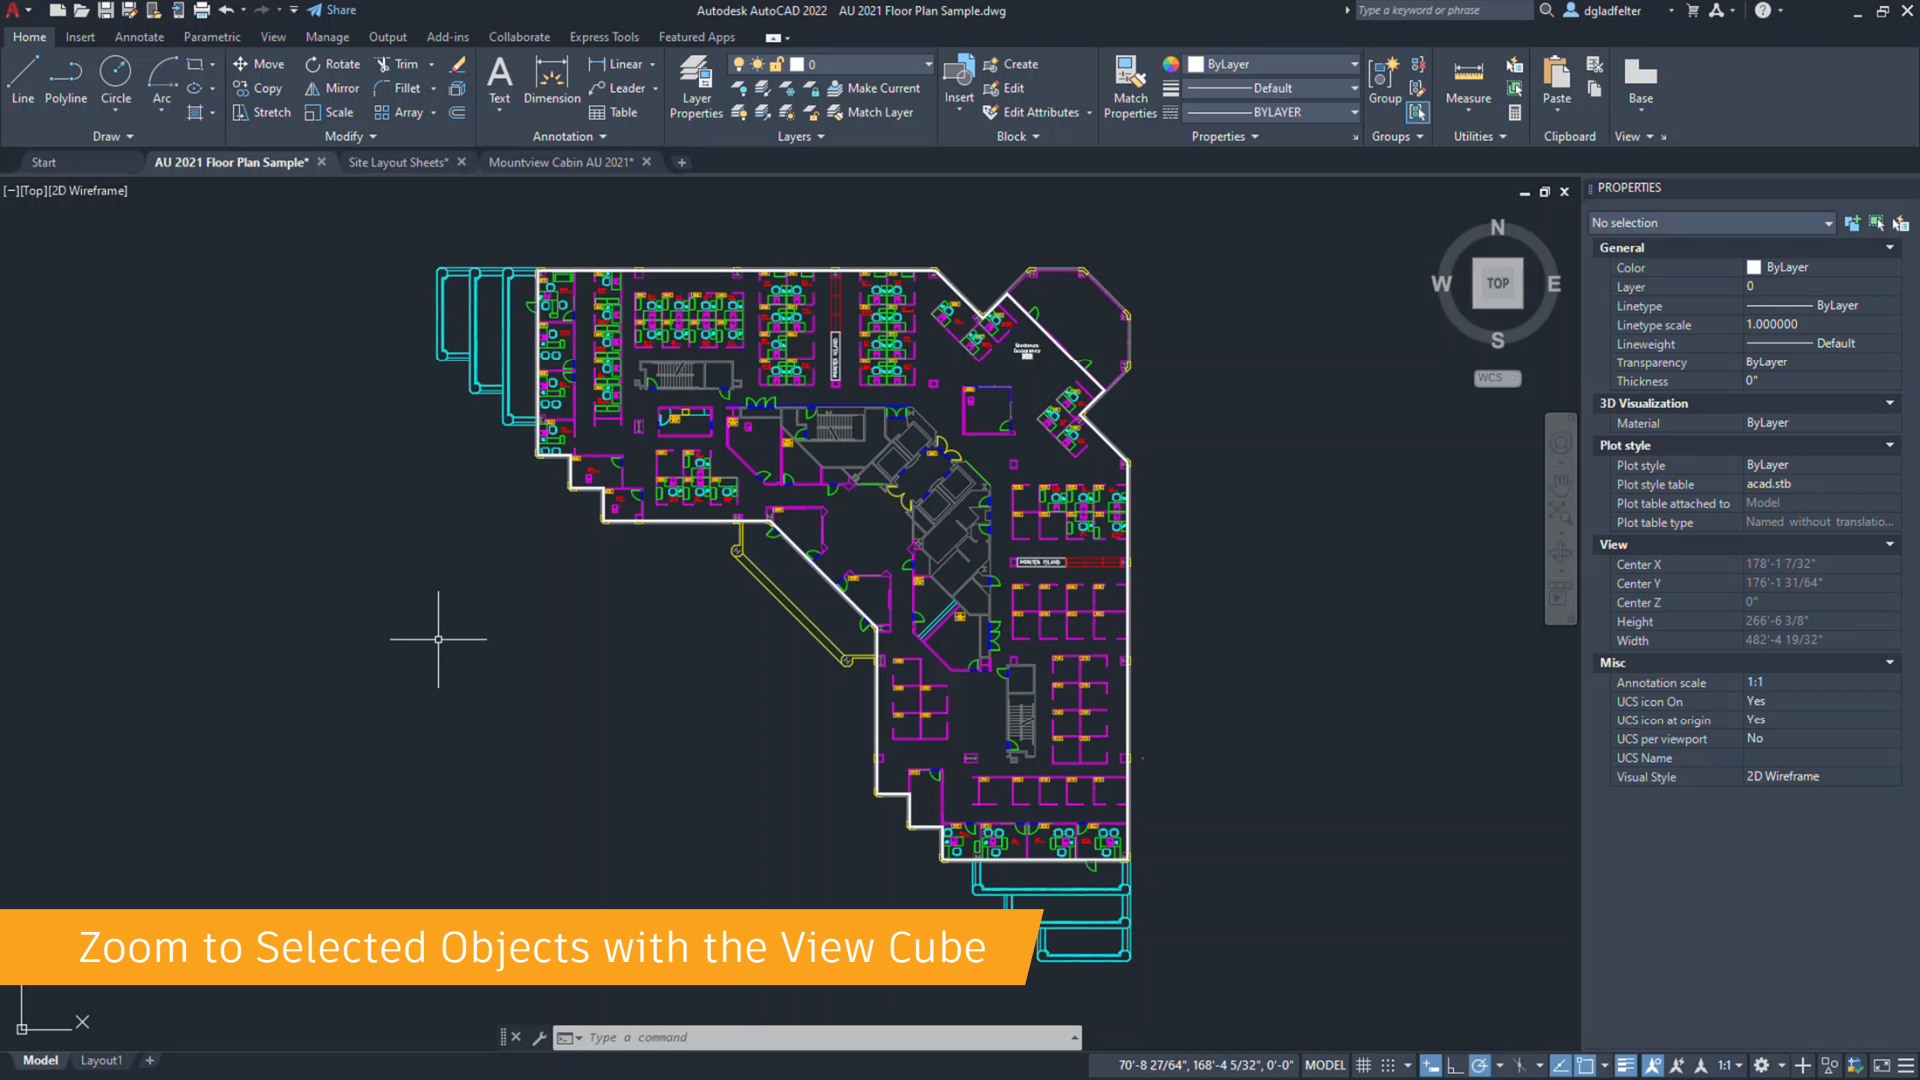 Share
Autodesk AutoCAD 2022 AU 2021 Floor Plan Sample.dwg
Type a keyword or phrase
dgladfelter
Home Insert Annotate Parametric View Manage Output Add-ins Collaborate Express Tools Featured Apps
Line Polyline Circle Arc
Draw
Move Rotate Trim
Copy Mirror Fillet
Stretch Scale Array
Modify
Text Dimension
Linear
Leader
Table
Annotation
Layer Properties
0
Make Current
Match Layer
Layers
Insert
Create
Edit
Edit Attributes
Block
Match Properties
ByLayer
Default
BYLAYER
Properties
Group
Groups
Measure
Utilities
Paste
Clipboard
Base
View
Start AU 2021 Floor Plan Sample* Site Layout Sheets* Mountview Cabin AU 2021*
[−][Top][2D Wireframe]
N
W TOP E
S
WCS
PRINTER ISLAND
PROPERTIES
No selection
General
Color ByLayer
Layer 0
Linetype ByLayer
Linetype scale 1.000000
Lineweight Default
Transparency ByLayer
Thickness 0"
3D Visualization
Material ByLayer
Plot style
Plot style ByLayer
Plot style table acad.stb
Plot table attached to Model
Plot table type Named without translatio...
View
Center X 178'-1 7/32"
Center Y 176'-1 31/64"
Center Z 0"
Height 266'-6 3/8"
Width 482'-4 19/32"
Misc
Annotation scale 1:1
UCS icon On Yes
UCS icon at origin Yes
UCS per viewport No
UCS Name
Visual Style 2D Wireframe
Zoom to Selected Objects with the View Cube
X
Type a command
Model Layout1
70'-8 27/64", 168'-4 5/32", 0'-0" MODEL 1:1